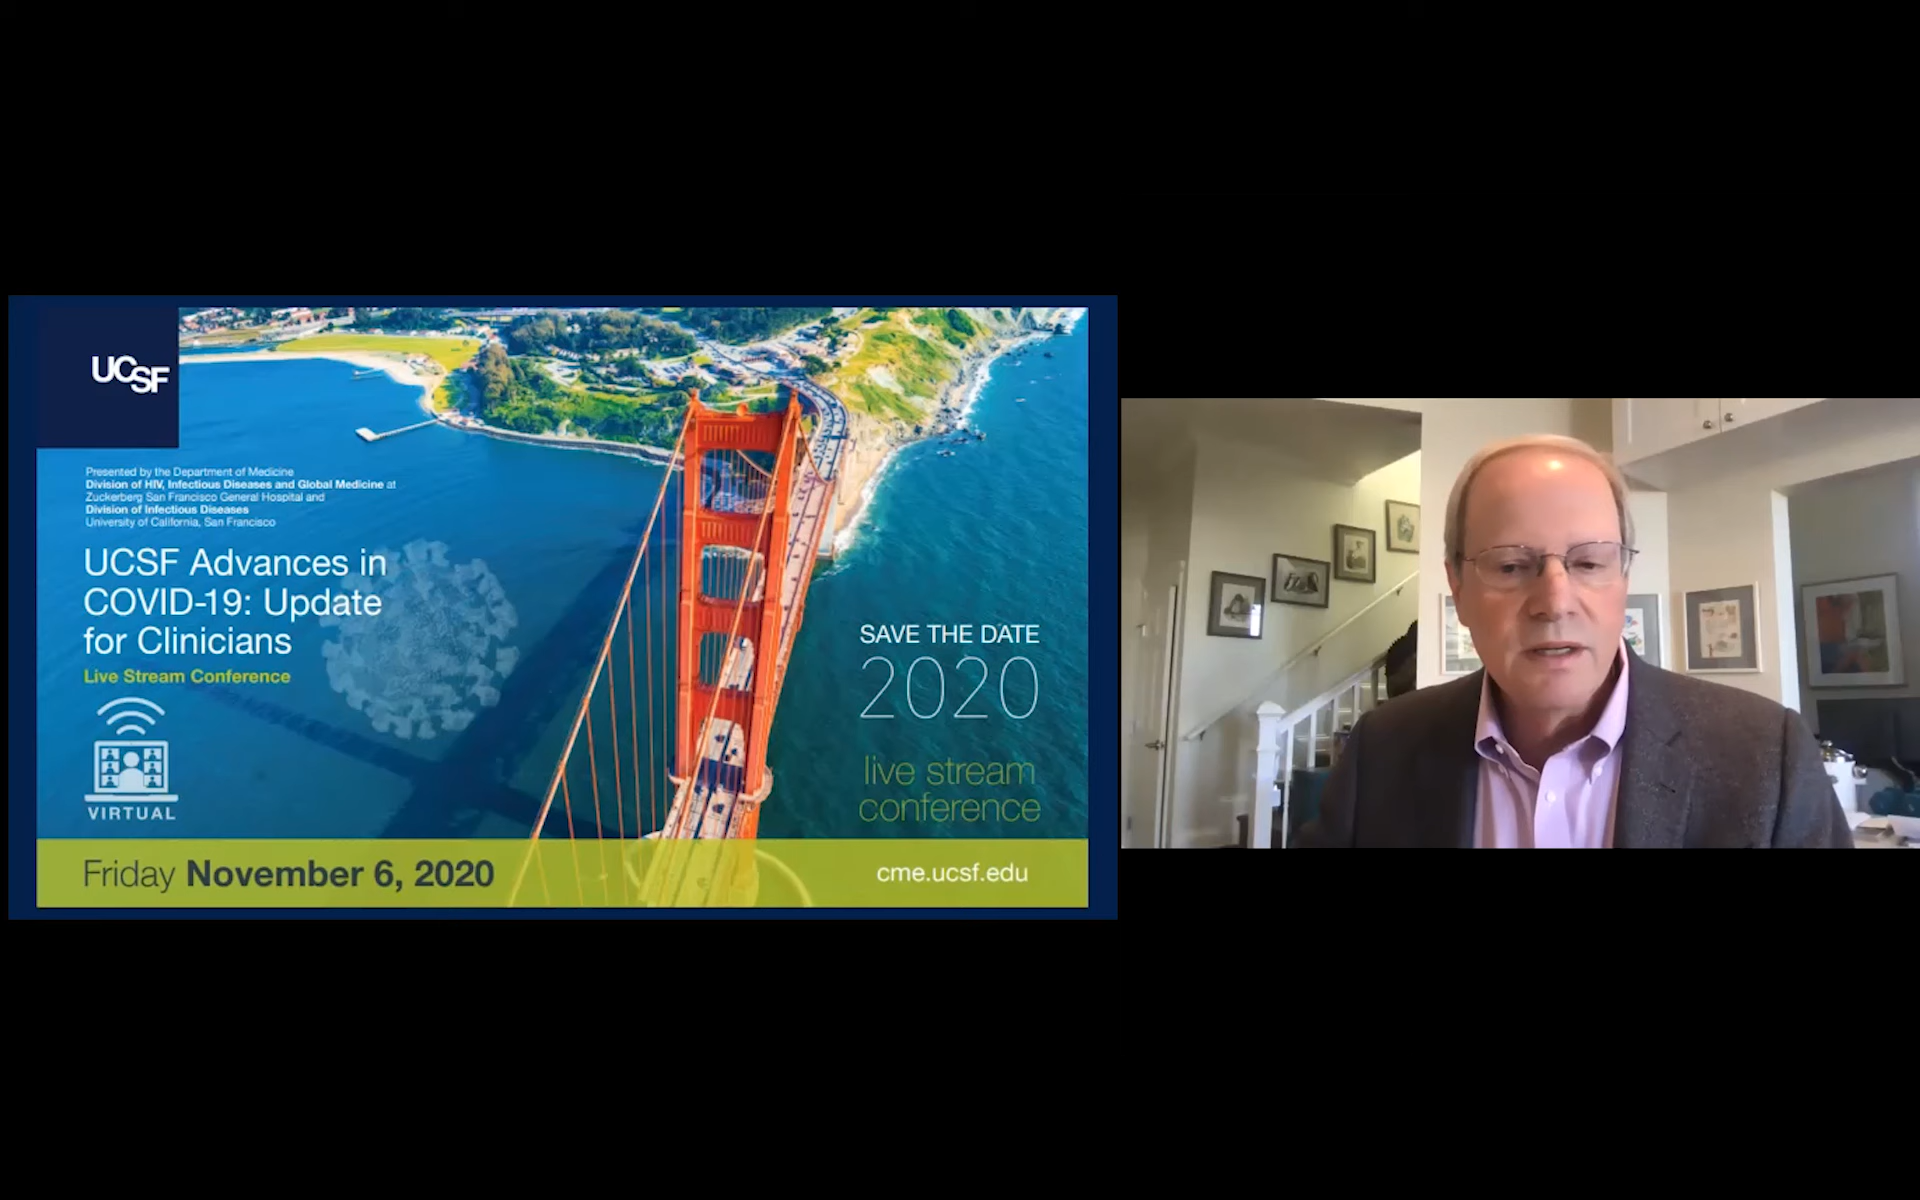 UCSF
Presented by the Department of Medicine
Division of HIV, Infectious Diseases and Global Medicine at
Zuckerberg San Francisco General Hospital and
Division of Infectious Diseases
University of California, San Francisco
UCSF Advances in
COVID-19: Update
for Clinicians
Live Stream Conference
VIRTUAL
SAVE THE DATE
2020
live stream
conference
Friday November 6, 2020
cme.ucsf.edu